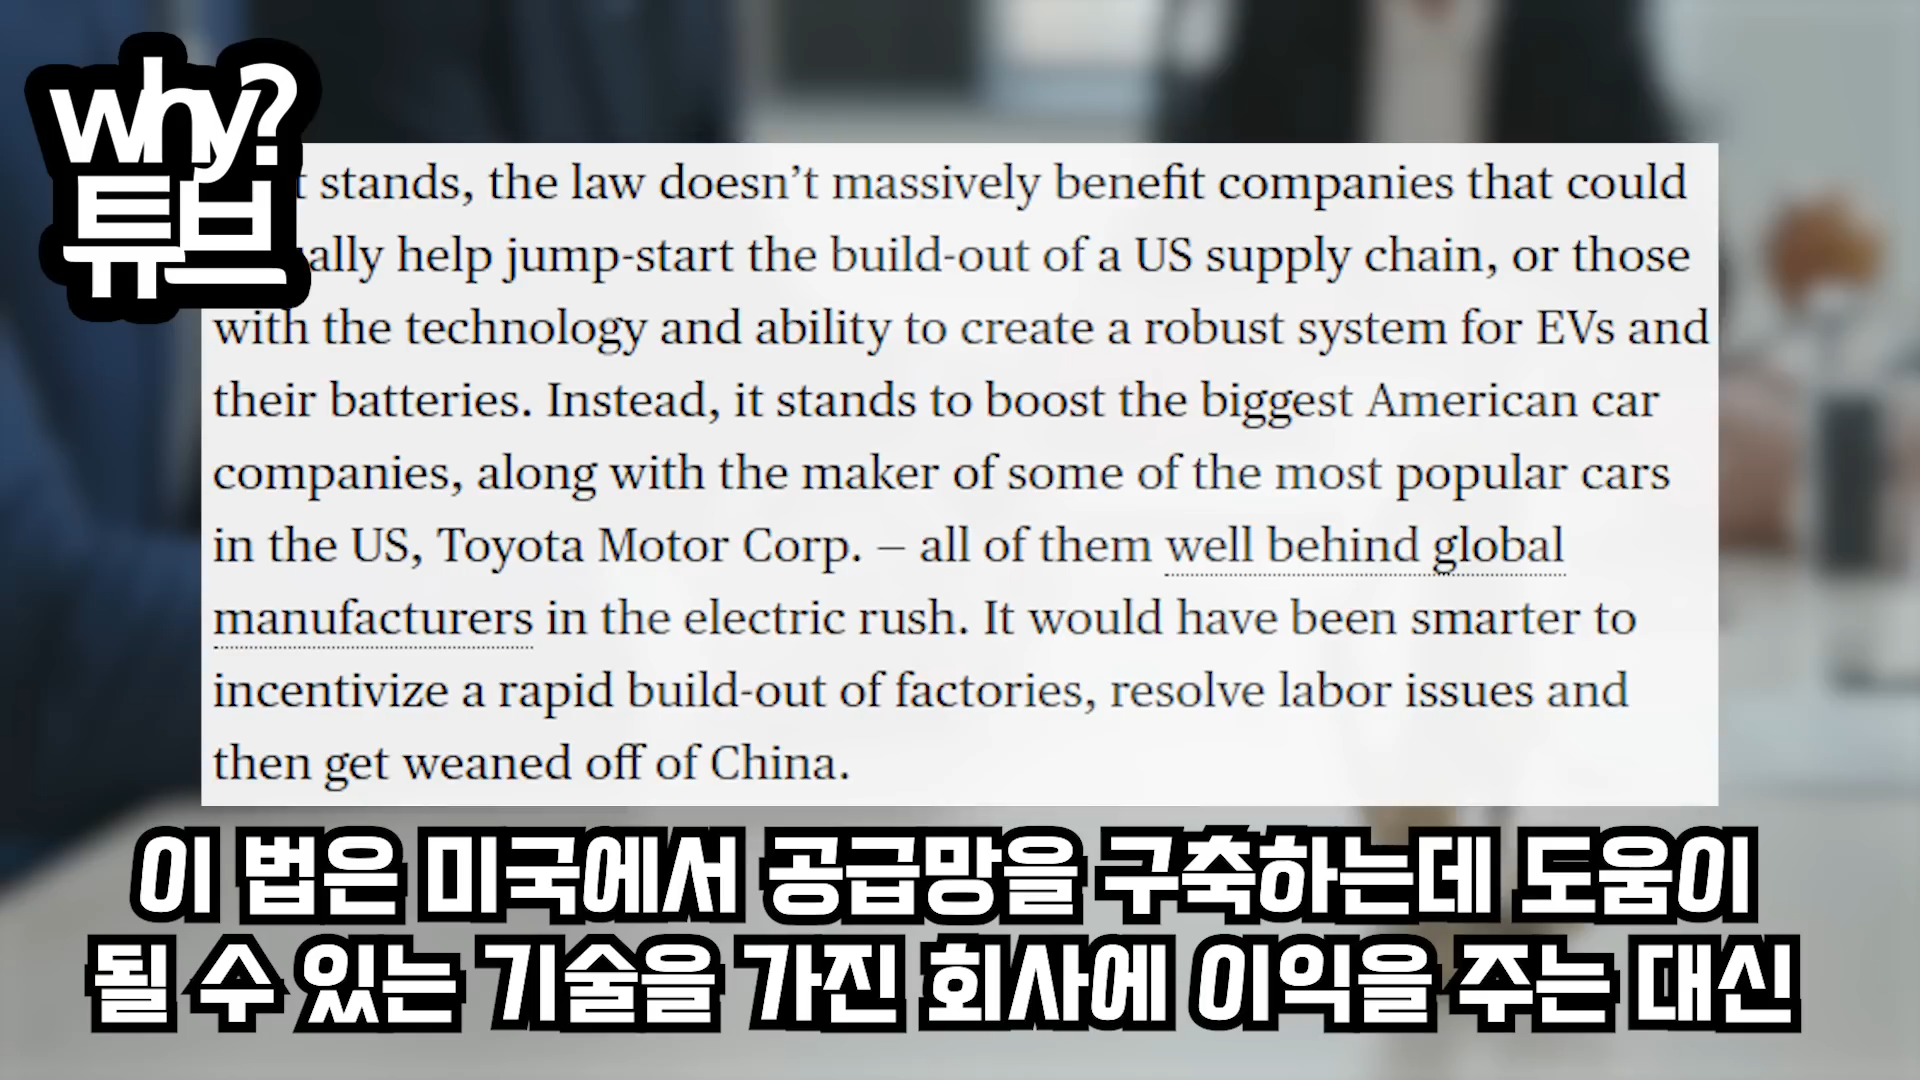 why?
튜브
stands, the law doesn’t massively benefit companies that could
help jump-start the build-out of a US supply chain, or those
with the technology and ability to create a robust system for EVs and
their batteries. Instead, it stands to boost the biggest American car
companies, along with the maker of some of the most popular cars
in the US, Toyota Motor Corp. – all of them well behind global
manufacturers in the electric rush. It would have been smarter to
incentivize a rapid build-out of factories, resolve labor issues and
then get weaned off of China.
이 법은 미국에서 공급망을 구축하는데 도움이
될 수 있는 기술을 가진 회사에 이익을 주는 대신